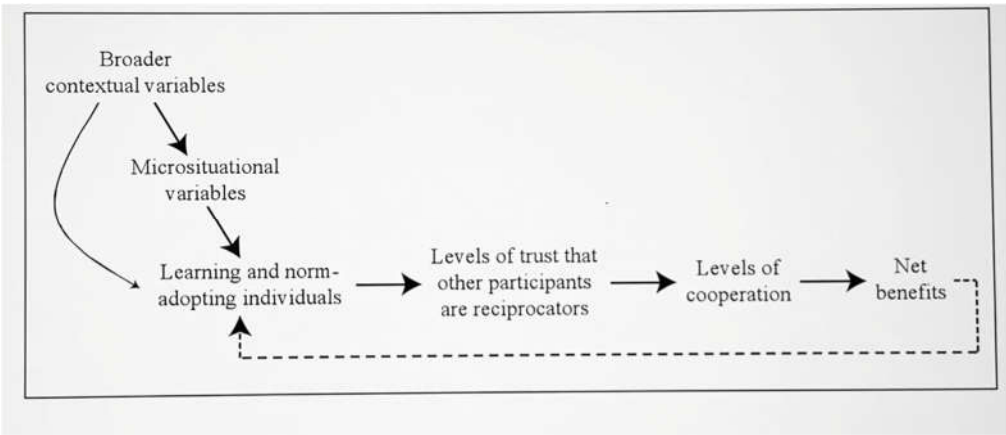 Broader
contextual variables
Microsituational
variables
Learning and norm-
adopting individuals
Levels of trust that
other participants
are reciprocators
Levels of
cooperation
Net
benefits